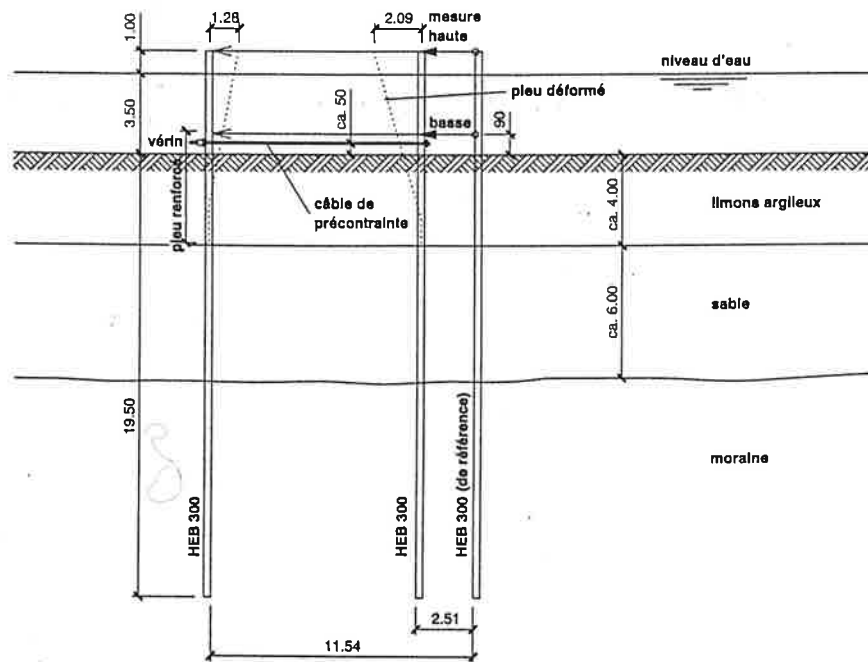 1.28
2.09
mesure
haute
1.00
niveau d'eau
pieu déformé
3.50
ca. 50
basse
90
vérin
pieu renforcé
câble de
précontrainte
limons argileux
ca. 4.00
sable
ca. 6.00
19.50
moraine
HEB 300
HEB 300
HEB 300 (de référence)
2.51
11.54